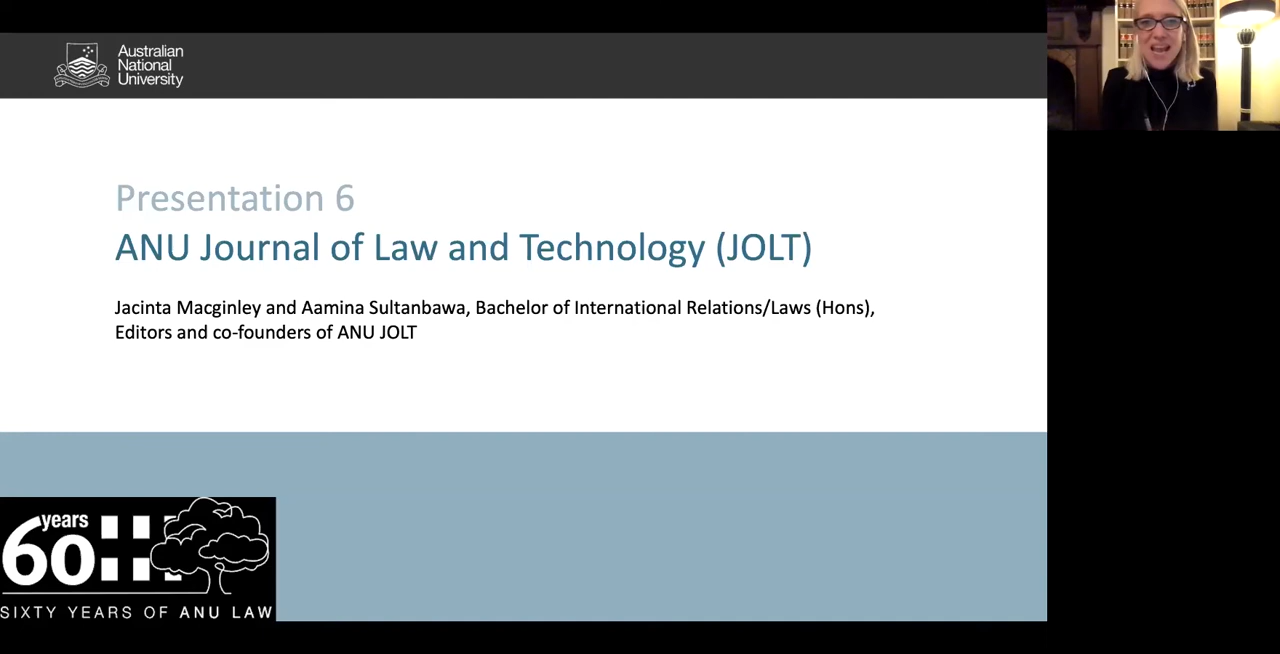 Australian
National
University
Presentation 6
ANU Journal of Law and Technology (JOLT)
Jacinta Macginley and Aamina Sultanbawa, Bachelor of International Relations/Laws (Hons),
Editors and co-founders of ANU JOLT
years
60
SIXTY YEARS OF ANU LAW